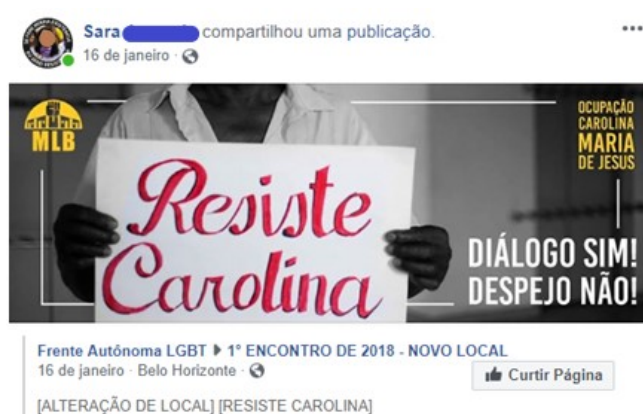 Sara compartilhou uma publicação.
16 de janeiro
MLB
OCUPAÇÃO
CAROLINA
MARIA
DE JESUS
Resiste
Carolina
DIÁLOGO SIM!
DESPEJO NÃO!
Frente Autônoma LGBT ▶ 1° ENCONTRO DE 2018 - NOVO LOCAL
16 de janeiro · Belo Horizonte ·
Curtir Página
[ALTERAÇÃO DE LOCAL] [RESISTE CAROLINA]